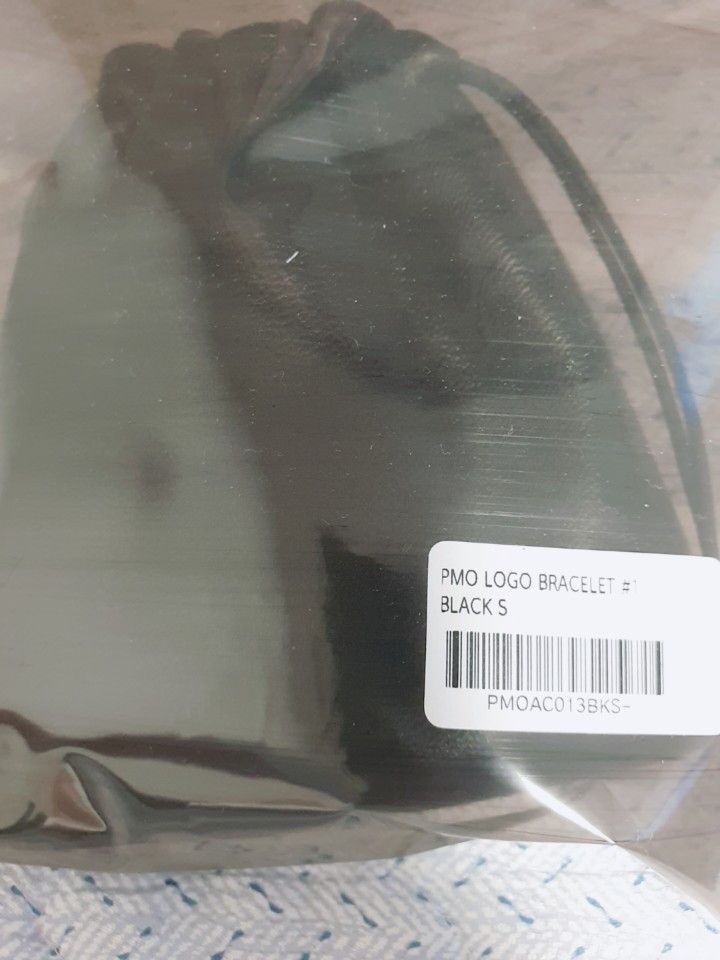 PMO LOGO BRACELET #1
BLACK S
PMOAC013BKS-